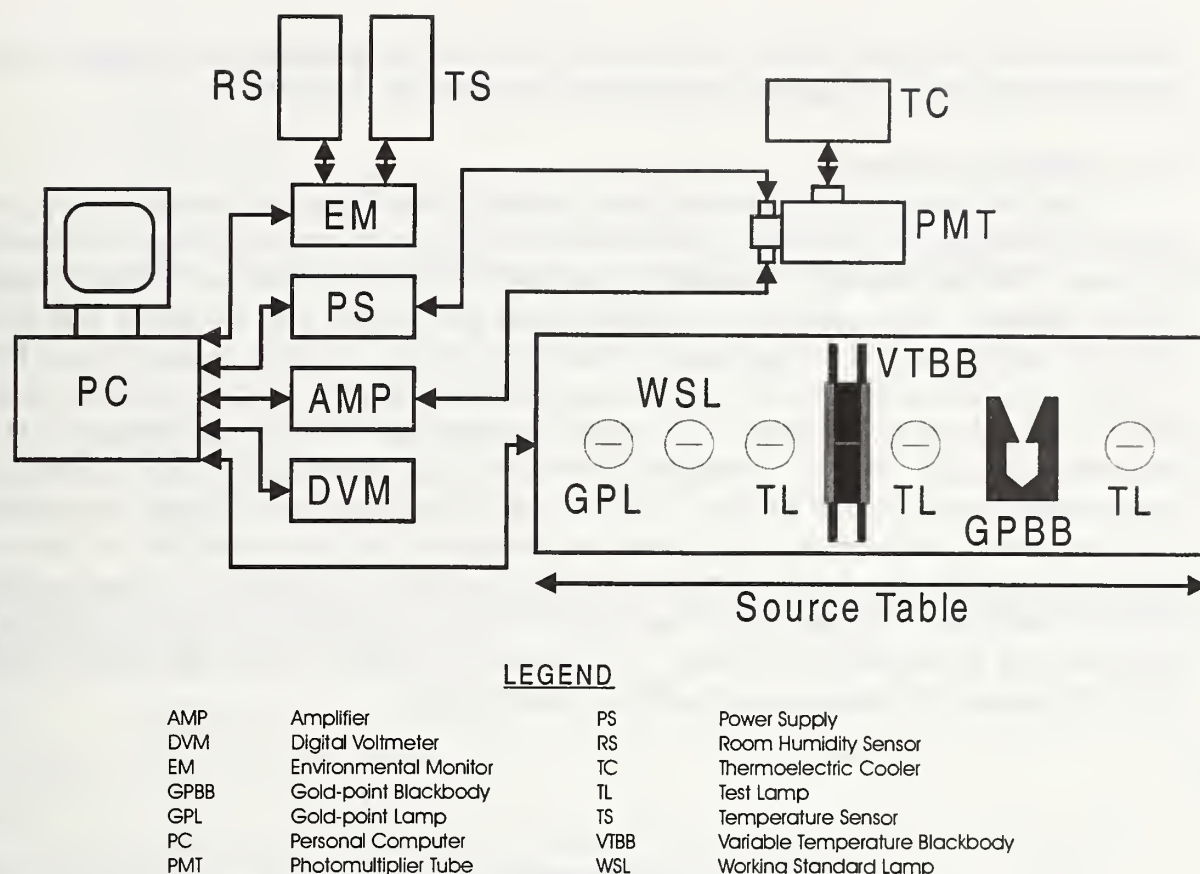 RS
TS
TC
EM
PMT
PS
PC
AMP
DVM
VTBB
WSL
GPL
TL
TL
GPBB
TL
Source Table
LEGEND
AMP Amplifier PS Power Supply
DVM Digital Voltmeter RS Room Humidity Sensor
EM Environmental Monitor TC Thermoelectric Cooler
GPBB Gold-point Blackbody TL Test Lamp
GPL Gold-point Lamp TS Temperature Sensor
PC Personal Computer VTBB Variable Temperature Blackbody
PMT Photomultiplier Tube WSL Working Standard Lamp